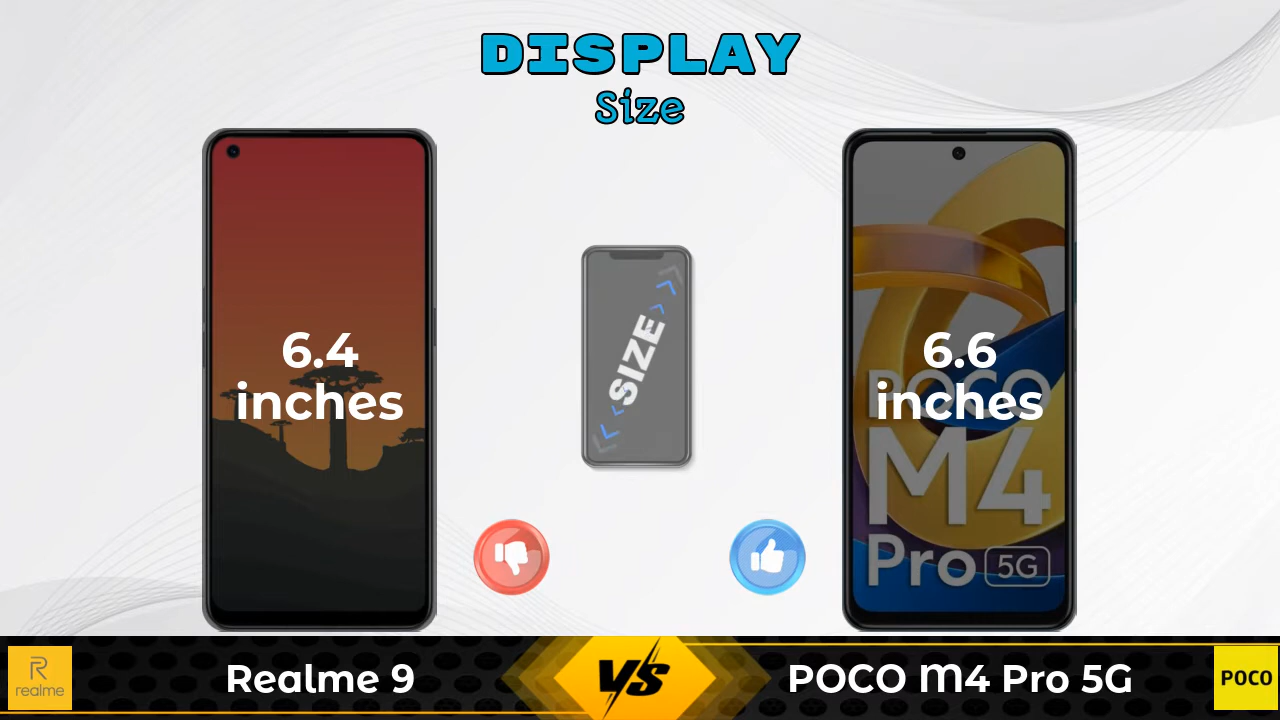 DISPLAY
Size
6.4
inches
SIZE
6.6
inches
POCO
M4
Pro 5G
R
realme
Realme 9
VS
POCO M4 Pro 5G
POCO